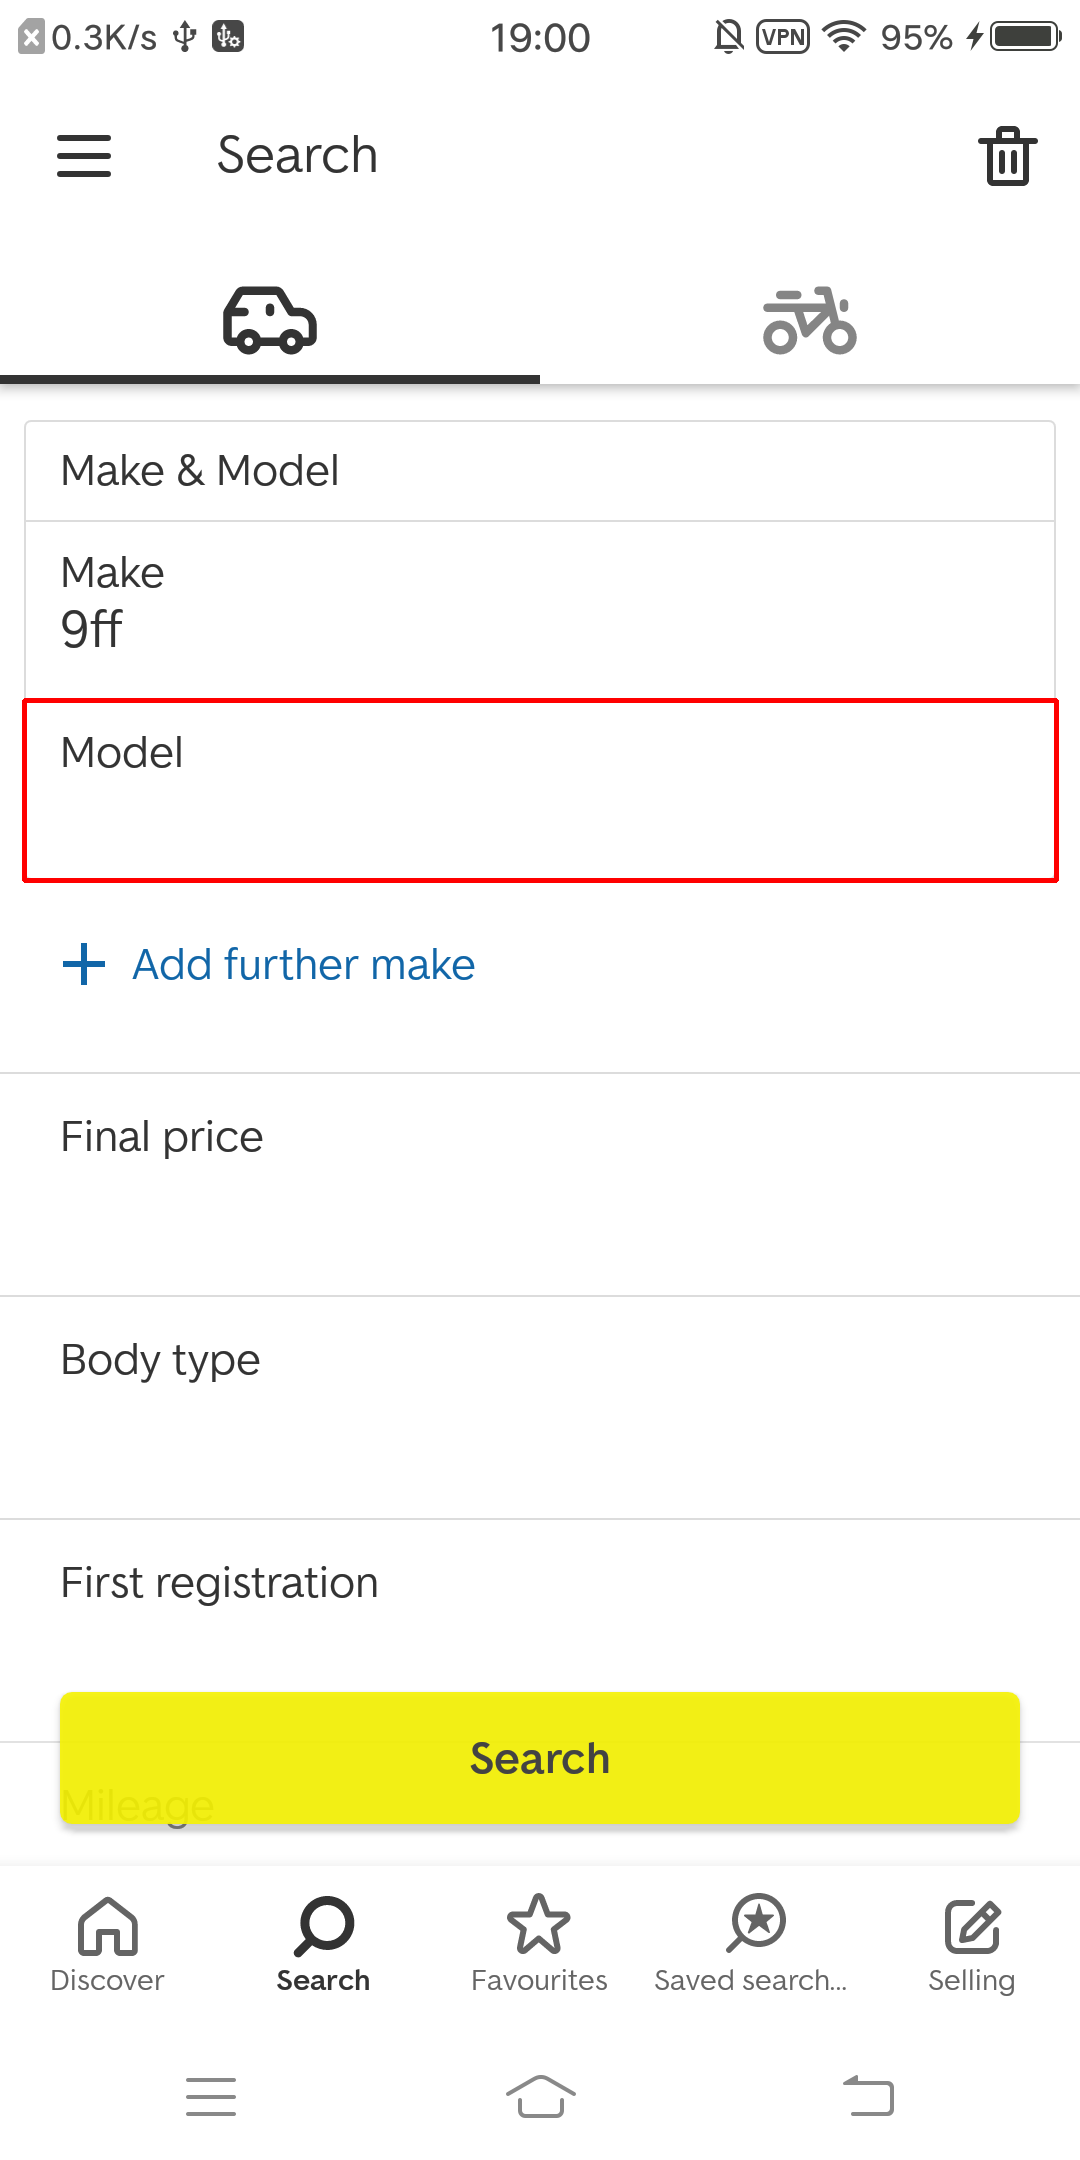 0.3K/s 19:00 VPN 95%
Search
Make & Model
Make
9ff
Model
Add further make
Final price
Body type
First registration
Search
Mileage
Discover Search Favourites Saved search... Selling